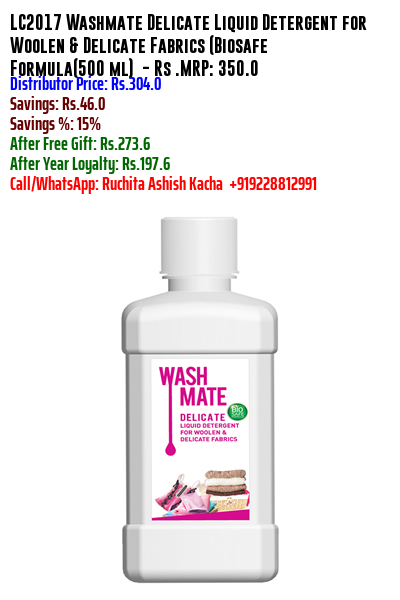 LC2017 Washmate Delicate Liquid Detergent for
Woolen & Delicate Fabrics (Biosafe
Formula(500 ml) - Rs .MRP: 350.0
Distributor Price: Rs.304.0
Savings: Rs.46.0
Savings %: 15%
After Free Gift: Rs.273.6
After Year Loyalty: Rs.197.6
Call/WhatsApp: Ruchita Ashish Kacha +919228812991
WASH
MATE
DELICATE
Bio
SAFE
LIQUID DETERGENT
FOR WOOLEN &
DELICATE FABRICS